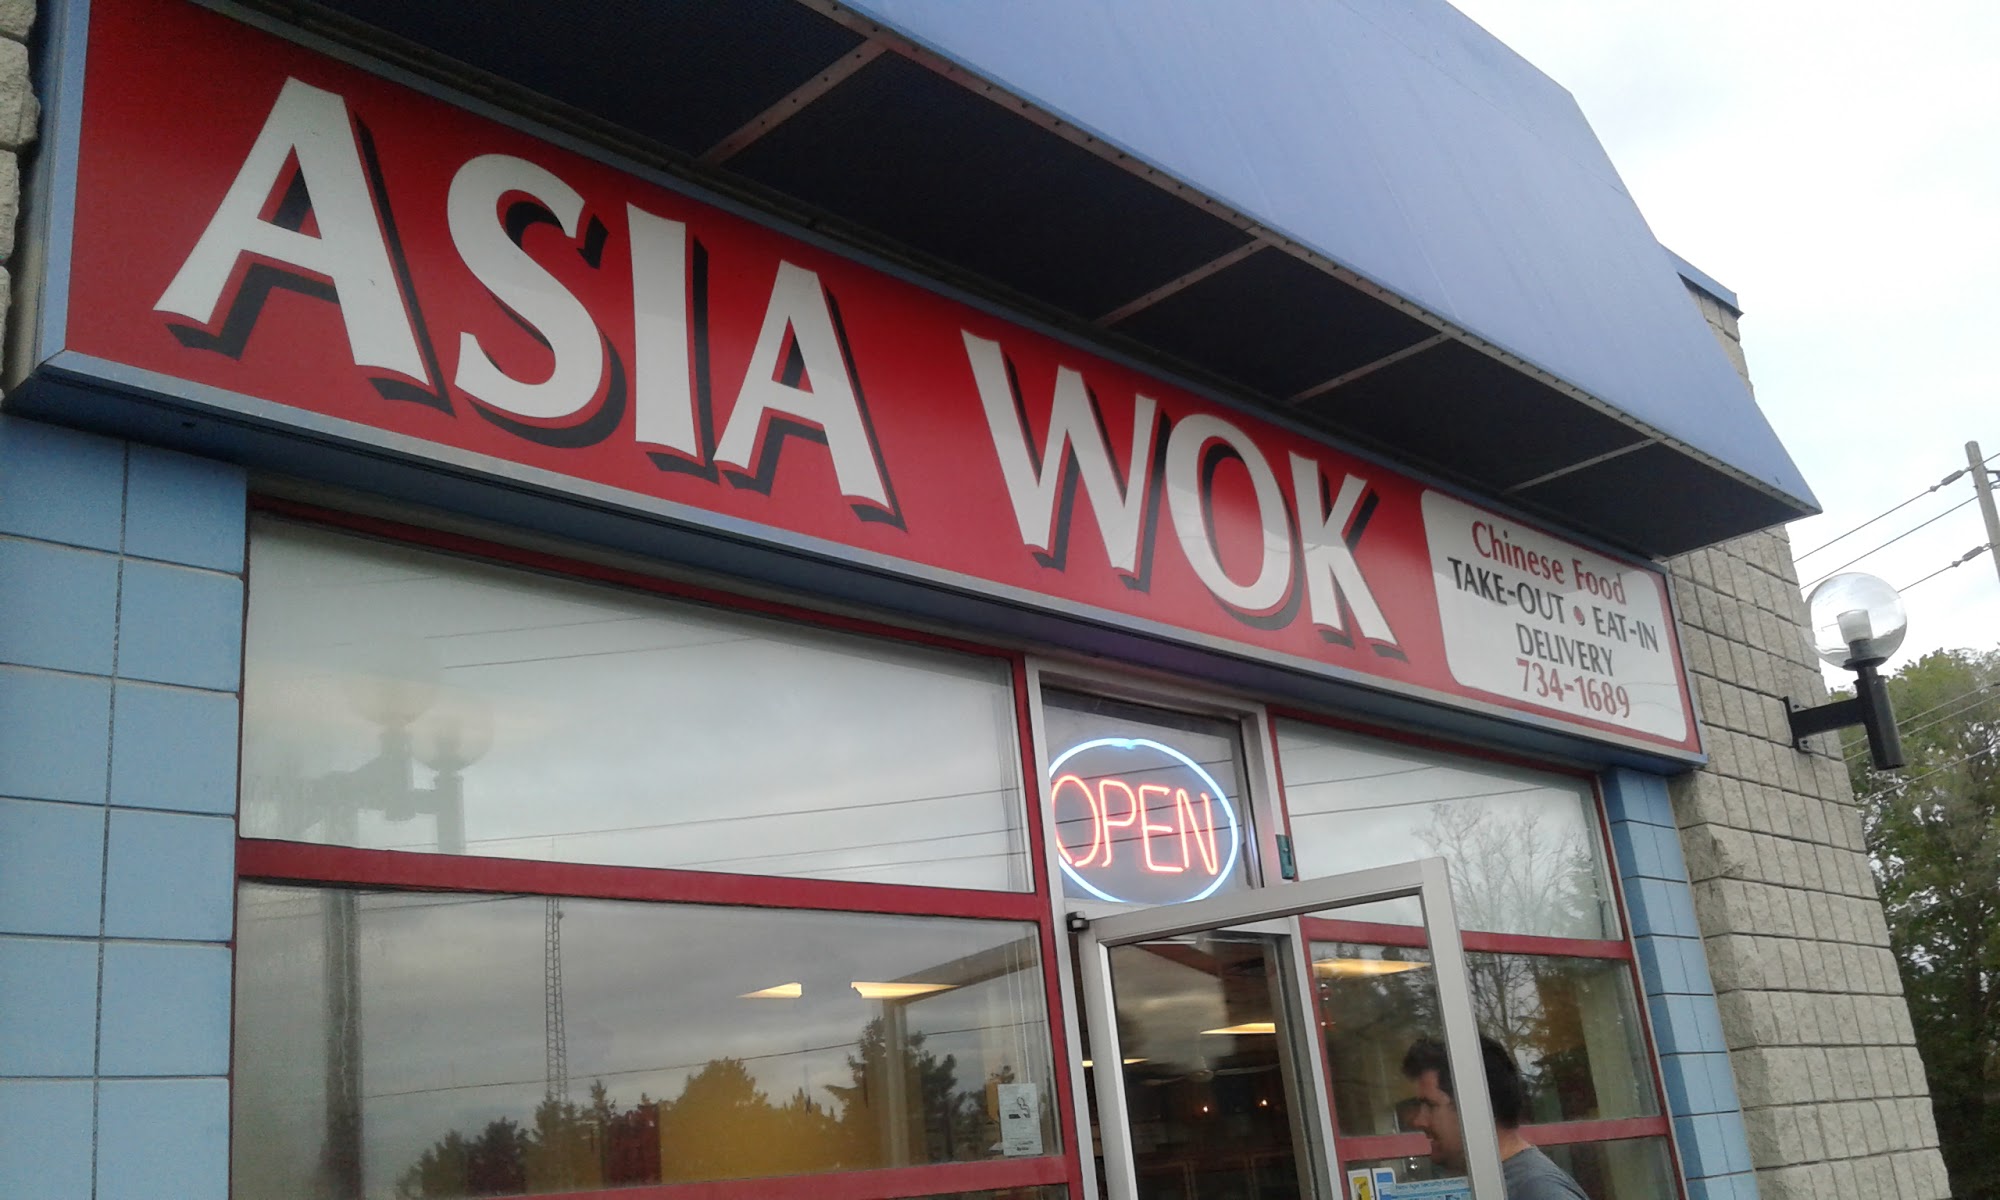 ASIA WOK
Chinese Food
TAKE-OUT • EAT-IN
DELIVERY
734-1689
OPEN